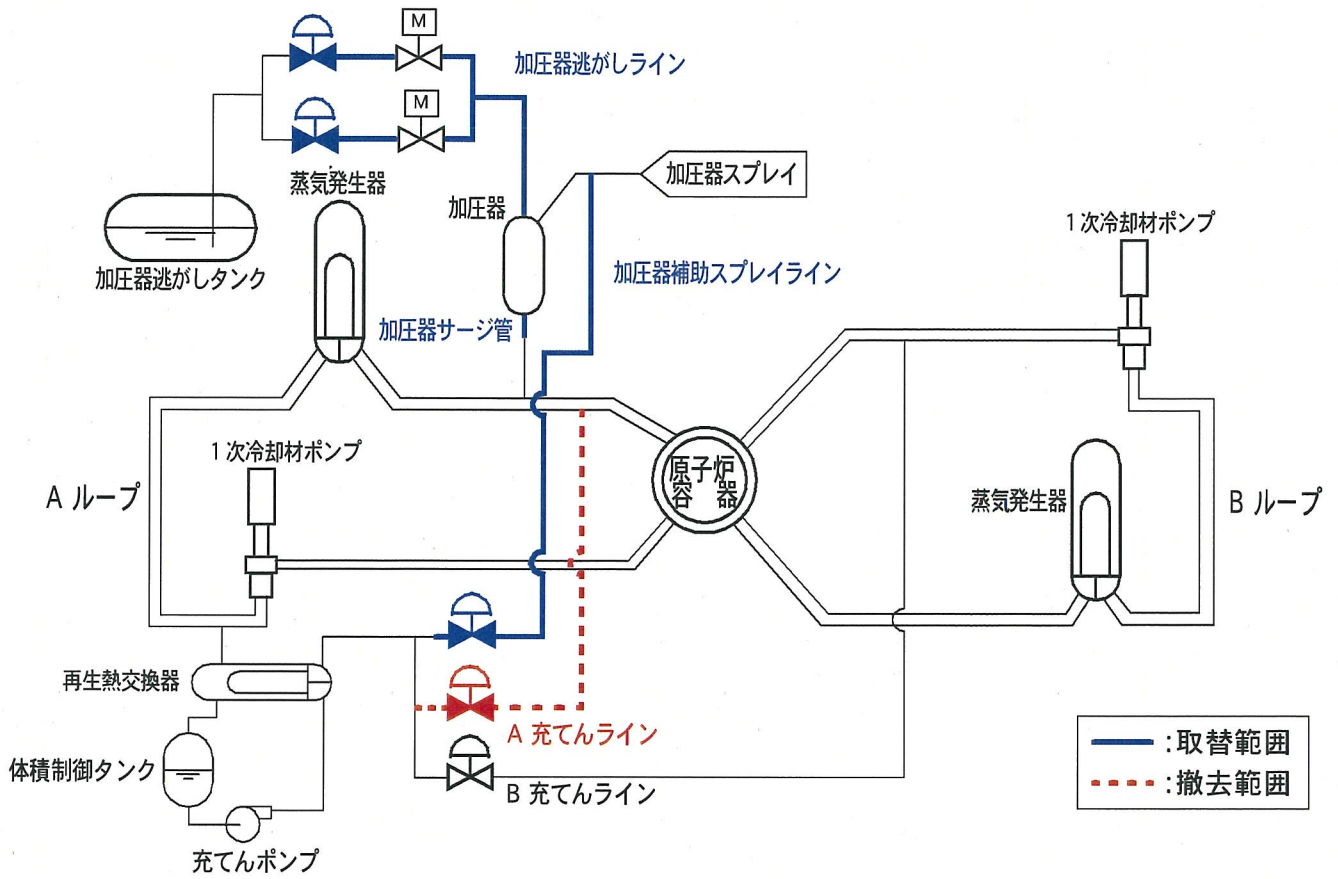 M
加圧器逃がしライン
M
加圧器スプレイ
蒸気発生器
加圧器
1次冷却材ポンプ
加圧器逃がしタンク
加圧器補助スプレイライン
加圧器サージ管
1次冷却材ポンプ
原子炉
容 器
A ループ
蒸気発生器
B ループ
再生熱交換器
A 充てんライン
:取替範囲
体積制御タンク
:撤去範囲
B 充てんライン
充てんポンプ